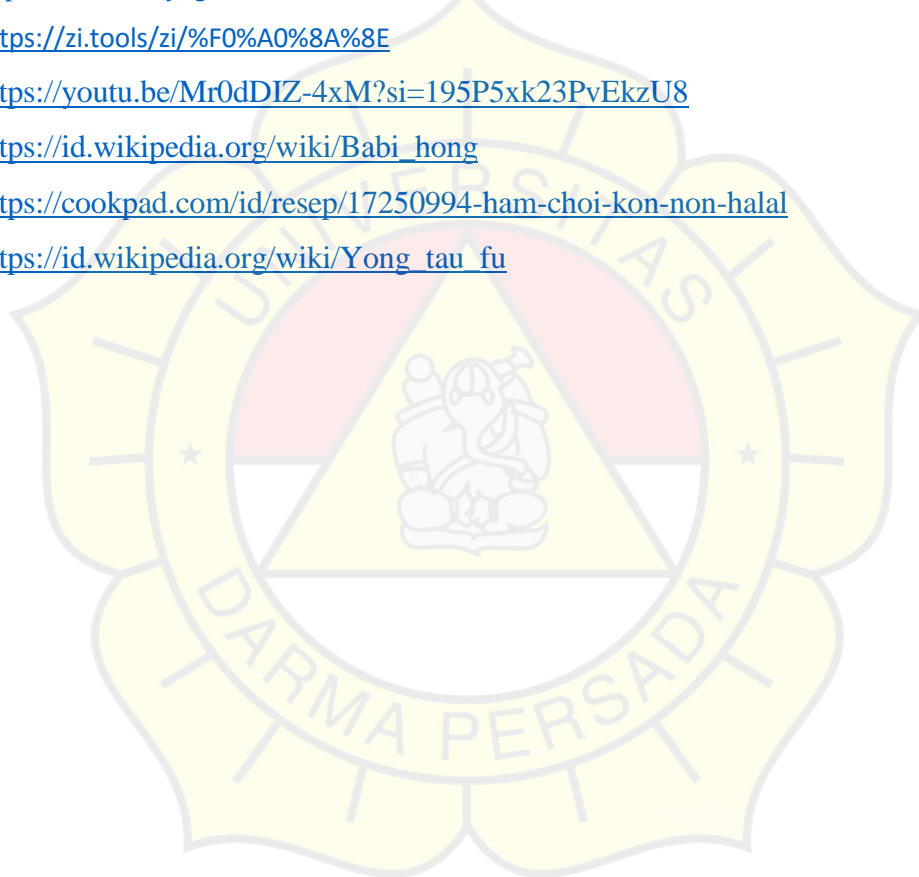 tps://zi.tools/zi/%F0%A0%8A%8E
tps://youtu.be/Mr0dDIZ-4xM?si=195P5xk23PvEkzU8
tps://id.wikipedia.org/wiki/Babi_hong
tps://cookpad.com/id/resep/17250994-ham-choi-kon-non-halal
tps://id.wikipedia.org/wiki/Yong_tau_fu
UNIVERSITAS
DARMA PERSADA